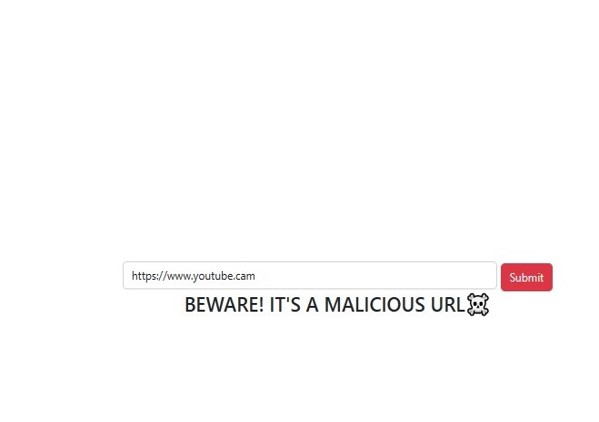 https://www.youtube.cam
Submit
BEWARE! IT'S A MALICIOUS URL☠